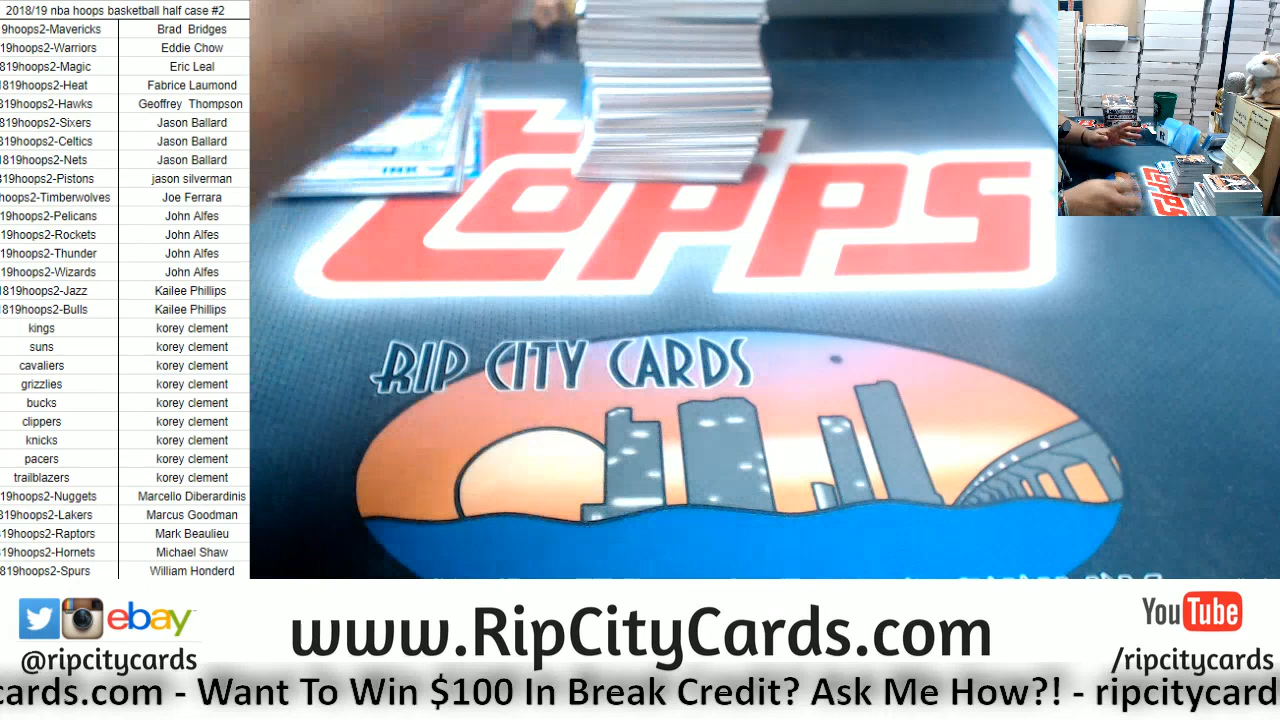 2018/19 nba hoops basketball half case #2
9hoops2-Mavericks Brad Bridges
19hoops2-Warriors Eddie Chow
819hoops2-Magic Eric Leal
1819hoops2-Heat Fabrice Laumond
819hoops2-Hawks Geoffrey Thompson
819hoops2-Sixers Jason Ballard
819hoops2-Celtics Jason Ballard
1819hoops2-Nets Jason Ballard
819hoops2-Pistons jason silverman
hoops2-Timberwolves Joe Ferrara
19hoops2-Pelicans John Alfes
19hoops2-Rockets John Alfes
19hoops2-Thunder John Alfes
19hoops2-Wizards John Alfes
1819hoops2-Jazz Kailee Phillips
1819hoops2-Bulls Kailee Phillips
kings korey clement
suns korey clement
cavaliers korey clement
grizzlies korey clement
bucks korey clement
clippers korey clement
knicks korey clement
pacers korey clement
trailblazers korey clement
19hoops2-Nuggets Marcello Diberardinis
819hoops2-Lakers Marcus Goodman
319hoops2-Raptors Mark Beaulieu
319hoops2-Hornets Michael Shaw
819hoops2-Spurs William Honderd
INK
Topps
RIP CITY CARDS
ebay
@ripcitycards
www.RipCityCards.com
YouTube
/ripcitycards
cards.com - Want To Win $100 In Break Credit? Ask Me How?! - ripcitycard